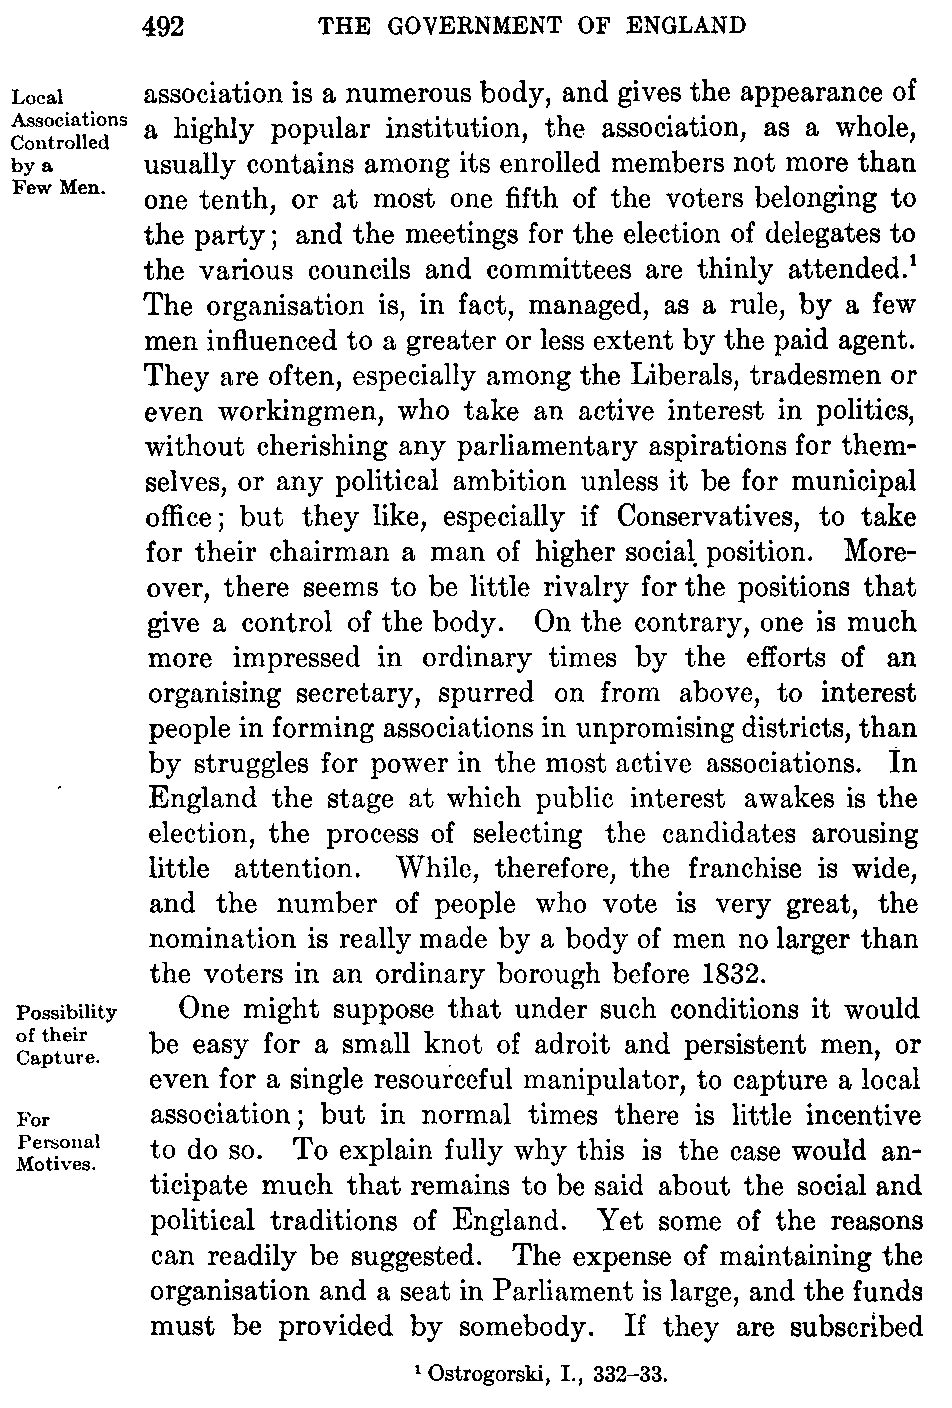 492 THE GOVERNMENT OF ENGLAND
Local
Associations
Controlled
by a
Few Men.
association is a numerous body, and gives the appearance of
a highly popular institution, the association, as a whole,
usually contains among its enrolled members not more than
one tenth, or at most one fifth of the voters belonging to
the party; and the meetings for the election of delegates to
the various councils and committees are thinly attended.¹
The organisation is, in fact, managed, as a rule, by a few
men influenced to a greater or less extent by the paid agent.
They are often, especially among the Liberals, tradesmen or
even workingmen, who take an active interest in politics,
without cherishing any parliamentary aspirations for them-
selves, or any political ambition unless it be for municipal
office; but they like, especially if Conservatives, to take
for their chairman a man of higher social position. More-
over, there seems to be little rivalry for the positions that
give a control of the body. On the contrary, one is much
more impressed in ordinary times by the efforts of an
organising secretary, spurred on from above, to interest
people in forming associations in unpromising districts, than
by struggles for power in the most active associations. In
England the stage at which public interest awakes is the
election, the process of selecting the candidates arousing
little attention. While, therefore, the franchise is wide,
and the number of people who vote is very great, the
nomination is really made by a body of men no larger than
the voters in an ordinary borough before 1832.
Possibility
of their
Capture.
For
Personal
Motives.
One might suppose that under such conditions it would
be easy for a small knot of adroit and persistent men, or
even for a single resourceful manipulator, to capture a local
association; but in normal times there is little incentive
to do so. To explain fully why this is the case would an-
ticipate much that remains to be said about the social and
political traditions of England. Yet some of the reasons
can readily be suggested. The expense of maintaining the
organisation and a seat in Parliament is large, and the funds
must be provided by somebody. If they are subscribed
¹ Ostrogorski, I., 332–33.